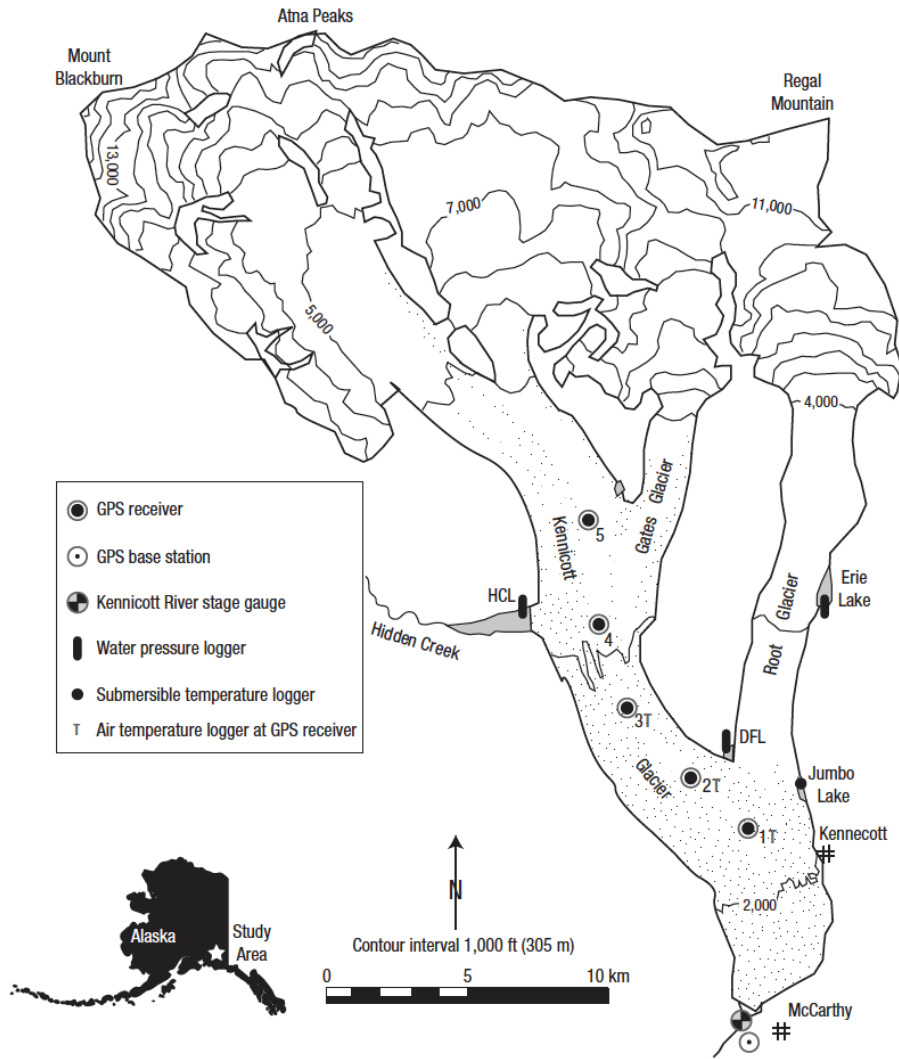 Atna Peaks
Mount
Blackburn
Regal
Mountain
13,000
7,000
11,000
5,000
4,000
GPS receiver
GPS base station
Kennicott River stage gauge
Water pressure logger
Submersible temperature logger
T Air temperature logger at GPS receiver
Kennicott
Glacier
Gates
Glacier
5
HCL
Hidden Creek
4
Erie
Lake
Glacier
Root
3T
DFL
Glacier
2T
Jumbo
Lake
1T
Kennecott
2,000
N
Alaska
Study
Area
Contour interval 1,000 ft (305 m)
0 5 10 km
McCarthy